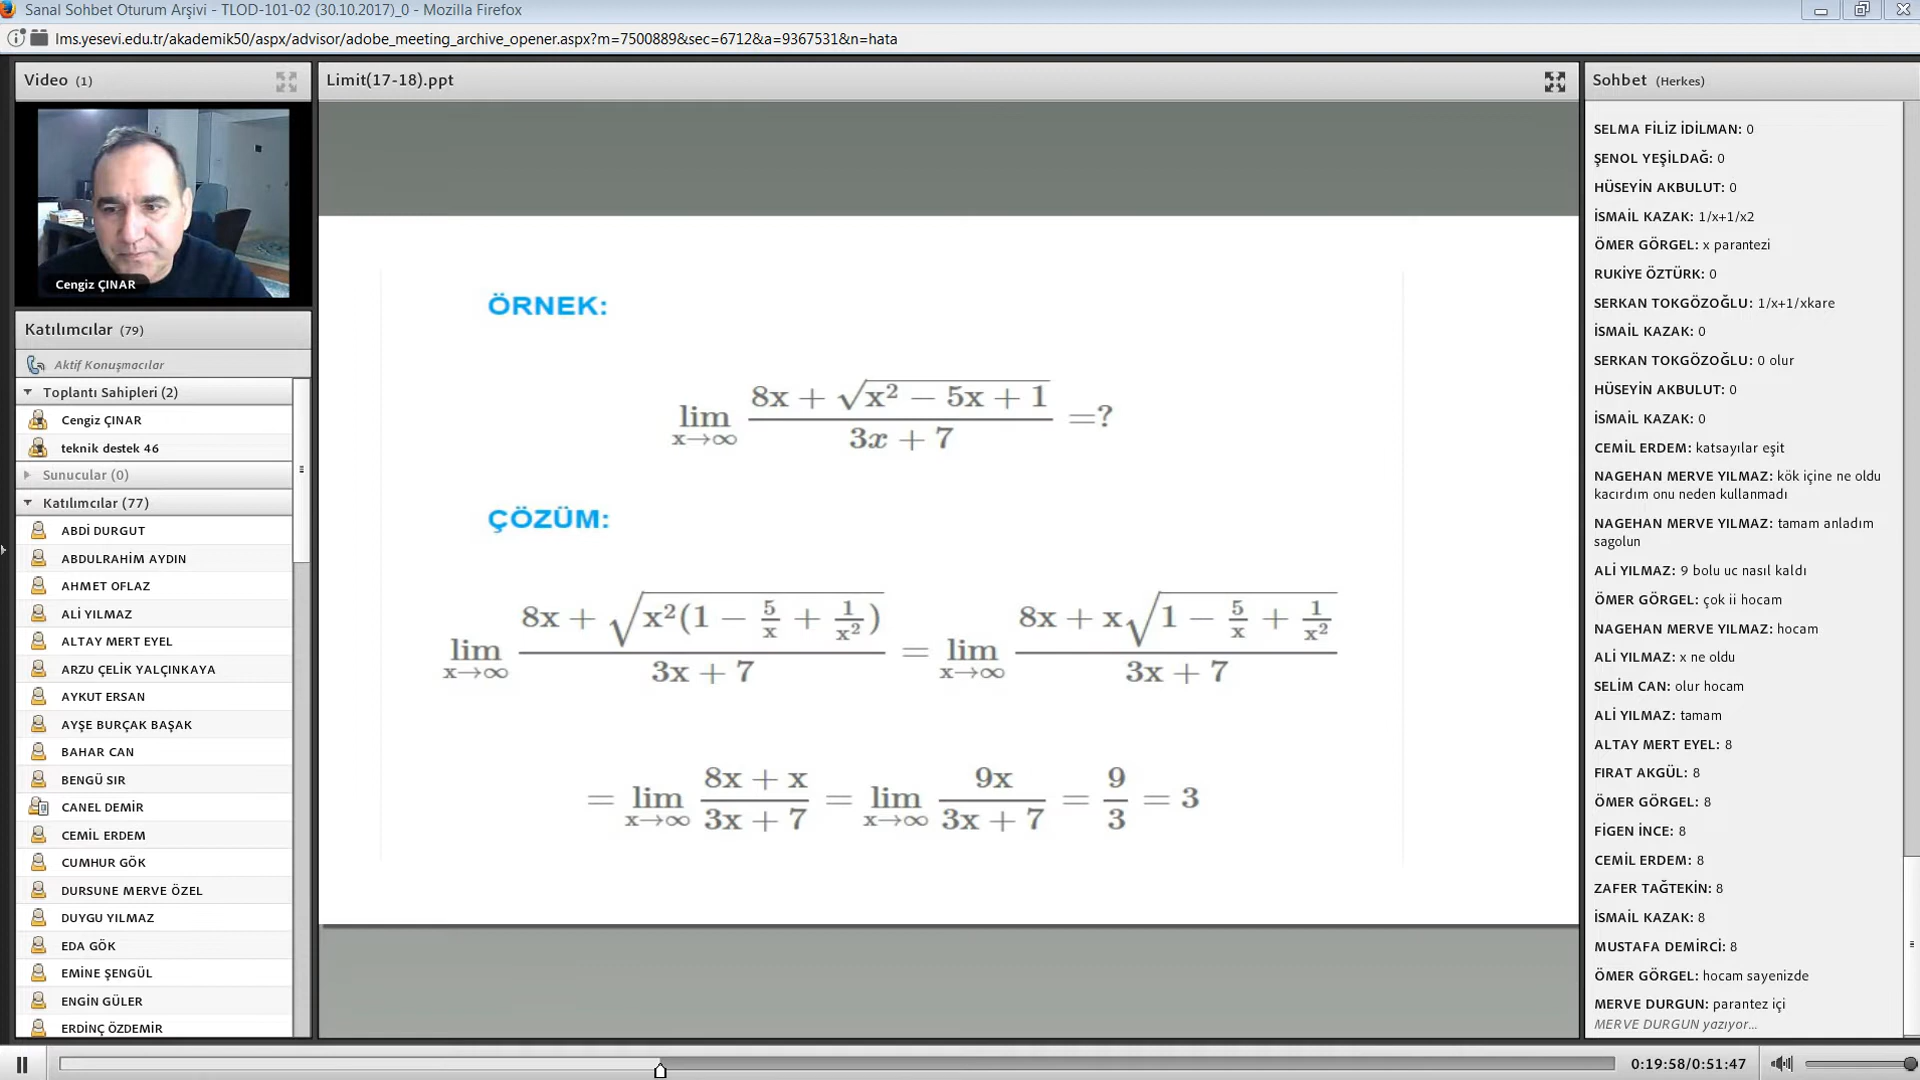 Sanal Sohbet Oturum Arşivi - TLOD-101-02 (30.10.2017)_0 - Mozilla Firefox
lms.yesevi.edu.tr/akademik50/aspx/advisor/adobe_meeting_archive_opener.aspx?m=7500889&sec=6712&a=9367531&n=hata
Video (1)
Cengiz ÇINAR
Katılımcılar (79)
Aktif Konuşmacılar
Toplantı Sahipleri (2)
Cengiz ÇINAR
teknik destek 46
Sunucular (0)
Katılımcılar (77)
ABDİ DURGUT
ABDULRAHİM AYDIN
AHMET OFLAZ
ALİ YILMAZ
ALTAY MERT EYEL
ARZU ÇELİK YALÇINKAYA
AYKUT ERSAN
AYŞE BURÇAK BAŞAK
BAHAR CAN
BENGÜ SIR
CANEL DEMİR
CEMİL ERDEM
CUMHUR GÖK
DURSUNE MERVE ÖZEL
DUYGU YILMAZ
EDA GÖK
EMİNE ŞENGÜL
ENGİN GÜLER
ERDİNÇ ÖZDEMİR
Limit(17-18).ppt
ÖRNEK:
lim x→∞ (8x + √(x² − 5x + 1))/(3x + 7) =?
ÇÖZÜM:
lim x→∞ (8x + √(x²(1 − 5/x + 1/x²)))/(3x + 7) = lim x→∞ (8x + x√(1 − 5/x + 1/x²))/(3x + 7)
= lim x→∞ (8x + x)/(3x + 7) = lim x→∞ 9x/(3x + 7) = 9/3 = 3
Sohbet (Herkes)
SELMA FİLİZ İDİLMAN: 0
ŞENOL YEŞİLDAĞ: 0
HÜSEYİN AKBULUT: 0
İSMAİL KAZAK: 1/x+1/x2
ÖMER GÖRGEL: x parantezi
RUKİYE ÖZTÜRK: 0
SERKAN TOKGÖZOĞLU: 1/x+1/xkare
İSMAİL KAZAK: 0
SERKAN TOKGÖZOĞLU: 0 olur
HÜSEYİN AKBULUT: 0
İSMAİL KAZAK: 0
CEMİL ERDEM: katsayılar eşit
NAGEHAN MERVE YILMAZ: kök içine ne oldu
kacırdım onu neden kullanmadı
NAGEHAN MERVE YILMAZ: tamam anladım
sagolun
ALİ YILMAZ: 9 bolu uc nasıl kaldı
ÖMER GÖRGEL: çok ii hocam
NAGEHAN MERVE YILMAZ: hocam
ALİ YILMAZ: x ne oldu
SELİM CAN: olur hocam
ALİ YILMAZ: tamam
ALTAY MERT EYEL: 8
FIRAT AKGÜL: 8
ÖMER GÖRGEL: 8
FİGEN İNCE: 8
CEMİL ERDEM: 8
ZAFER TAĞTEKİN: 8
İSMAİL KAZAK: 8
MUSTAFA DEMİRCİ: 8
ÖMER GÖRGEL: hocam sayenizde
MERVE DURGUN: parantez içi
MERVE DURGUN yazıyor...
0:19:58/0:51:47